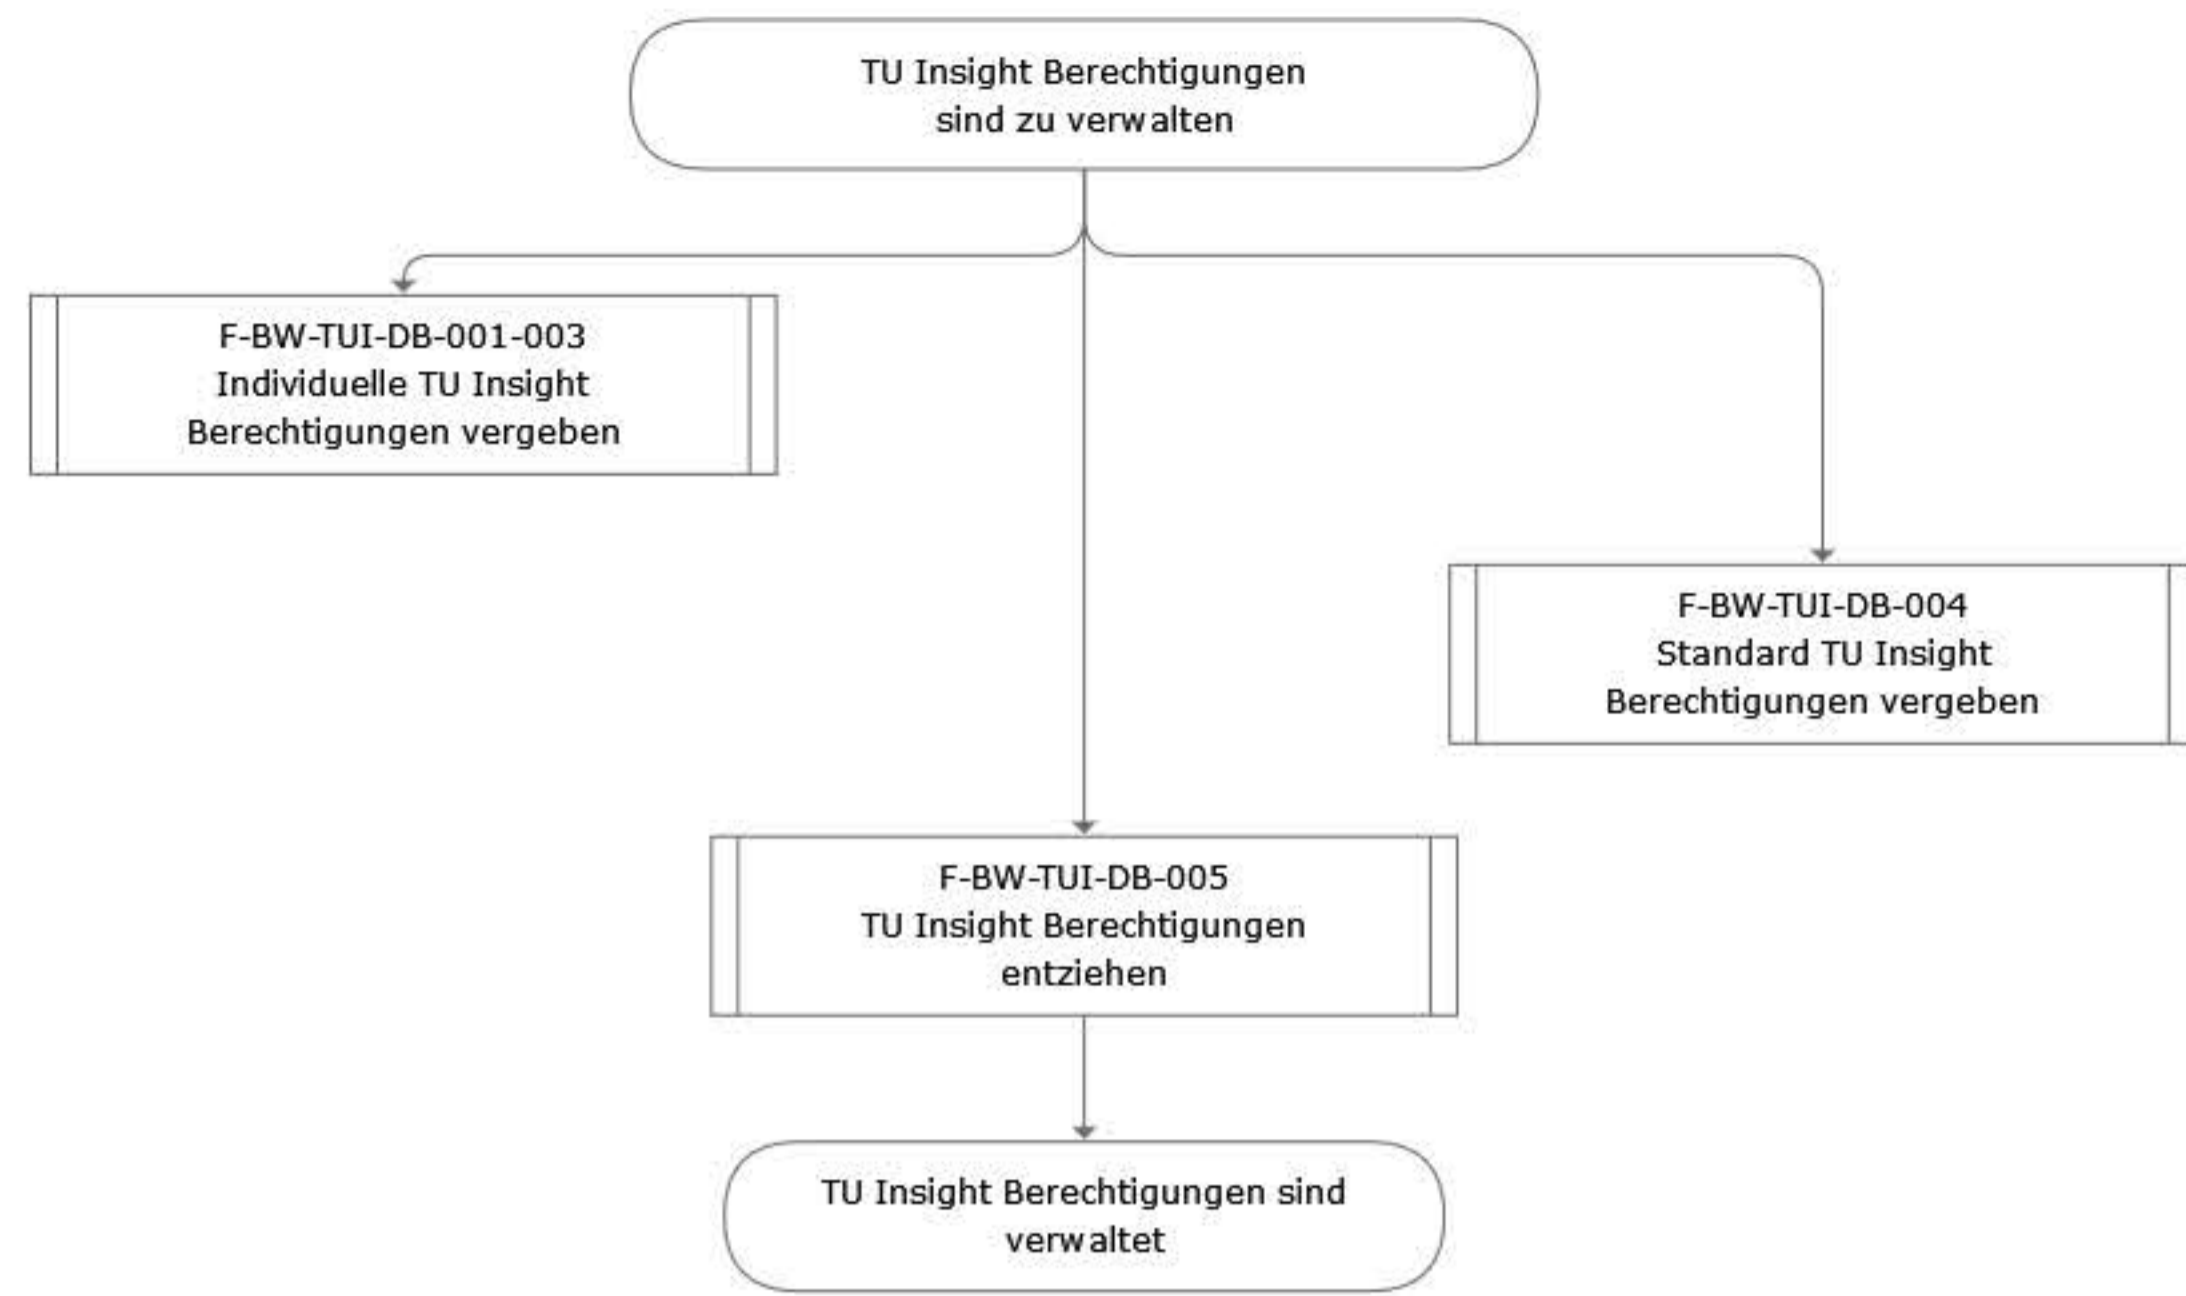 TU Insight Berechtigungen
sind zu verwalten
F-BW-TUI-DB-001-003
Individuelle TU Insight
Berechtigungen vergeben
F-BW-TUI-DB-004
Standard TU Insight
Berechtigungen vergeben
F-BW-TUI-DB-005
TU Insight Berechtigungen
entziehen
TU Insight Berechtigungen sind
verwaltet